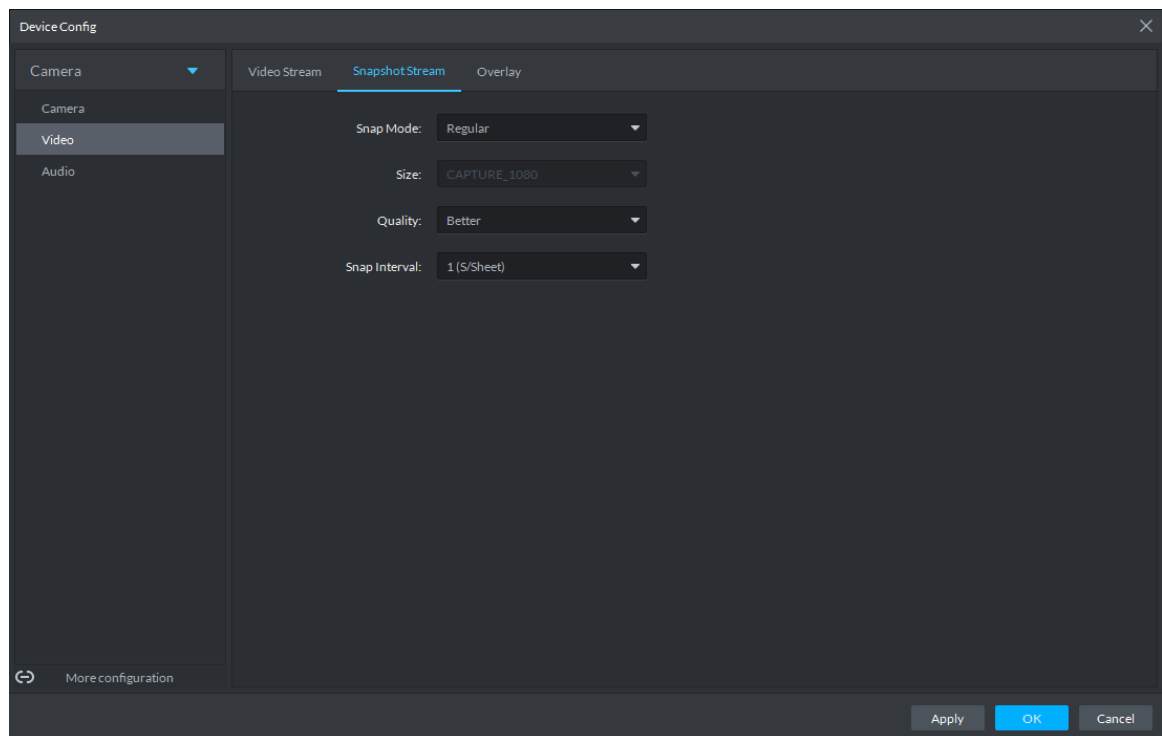 Device Config
Camera
Camera
Video
Audio
More configuration
Video Stream Snapshot Stream Overlay
Snap Mode: Regular
Size: CAPTURE_1080
Quality: Better
Snap Interval: 1 (S/Sheet)
Apply OK Cancel